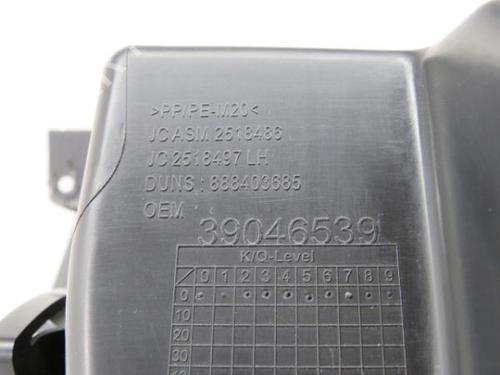 >PP/PE-M20<
JC ASM 2518486
JC 2518497 LH
DUNS : 888403685
OEM
39046539
K/Q-Level
0 1 2 3 4 5 6 7 8 9
0
10
20
30